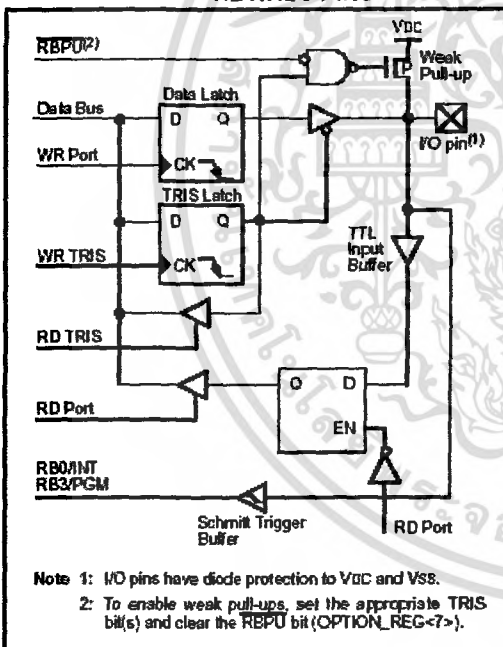 RBPU(2)
VDD
Weak
Pull-up
Data Bus
Data Latch
D Q
I/O pin(1)
WR Port
CK
TRIS Latch
D Q
TTL
Input
Buffer
WR TRIS
CK
RD TRIS
Q D
RD Port
EN
RB0/INT
RB3/PGM
Schmitt Trigger
Buffer
RD Port
Note 1: I/O pins have diode protection to VDD and VSS.
2: To enable weak pull-ups, set the appropriate TRIS
bit(s) and clear the RBPU bit (OPTION_REG<7>).